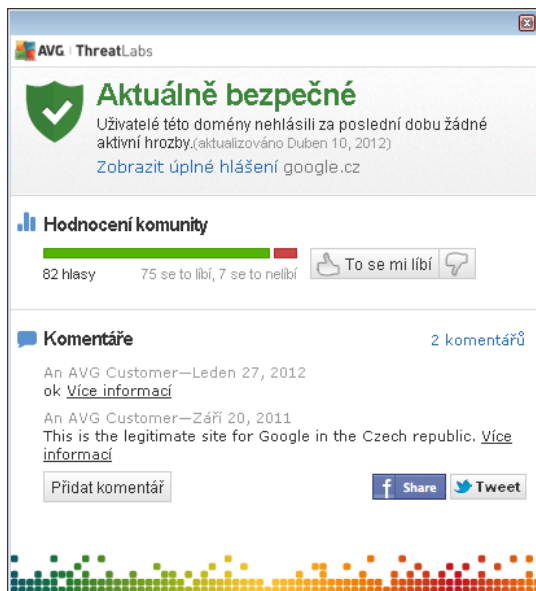 AVG ThreatLabs
Aktuálně bezpečné
Uživatelé této domény nehlásili za poslední dobu žádné
aktivní hrozby.(aktualizováno Duben 10, 2012)
Zobrazit úplné hlášení google.cz
Hodnocení komunity
82 hlasy 75 se to líbí, 7 se to nelíbí
To se mi líbí
Komentáře 2 komentářů
An AVG Customer—Leden 27, 2012
ok Více informací
An AVG Customer—Září 20, 2011
This is the legitimate site for Google in the Czech republic. Více
informací
Přidat komentář f Share Tweet